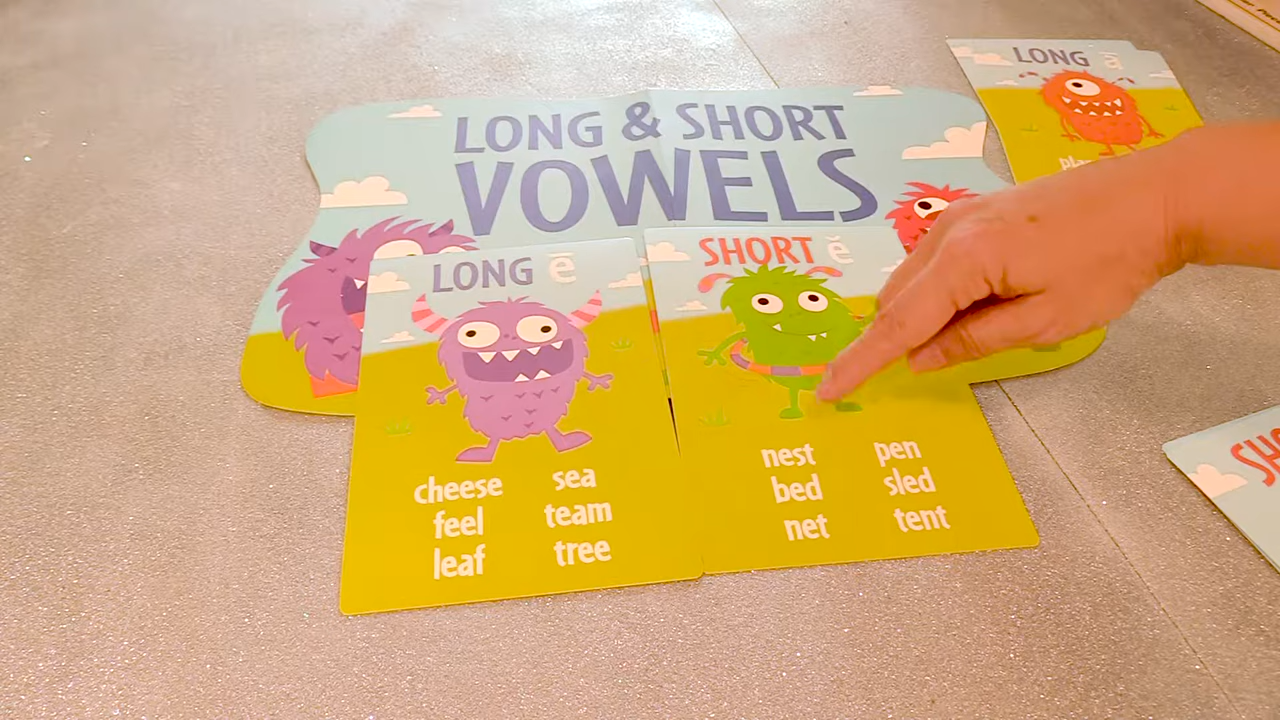 LONG & SHORT
VOWELS
LONG ā
LONG ē
cheese
feel
leaf
sea
team
tree
SHORT ĕ
nest
bed
net
pen
sled
tent